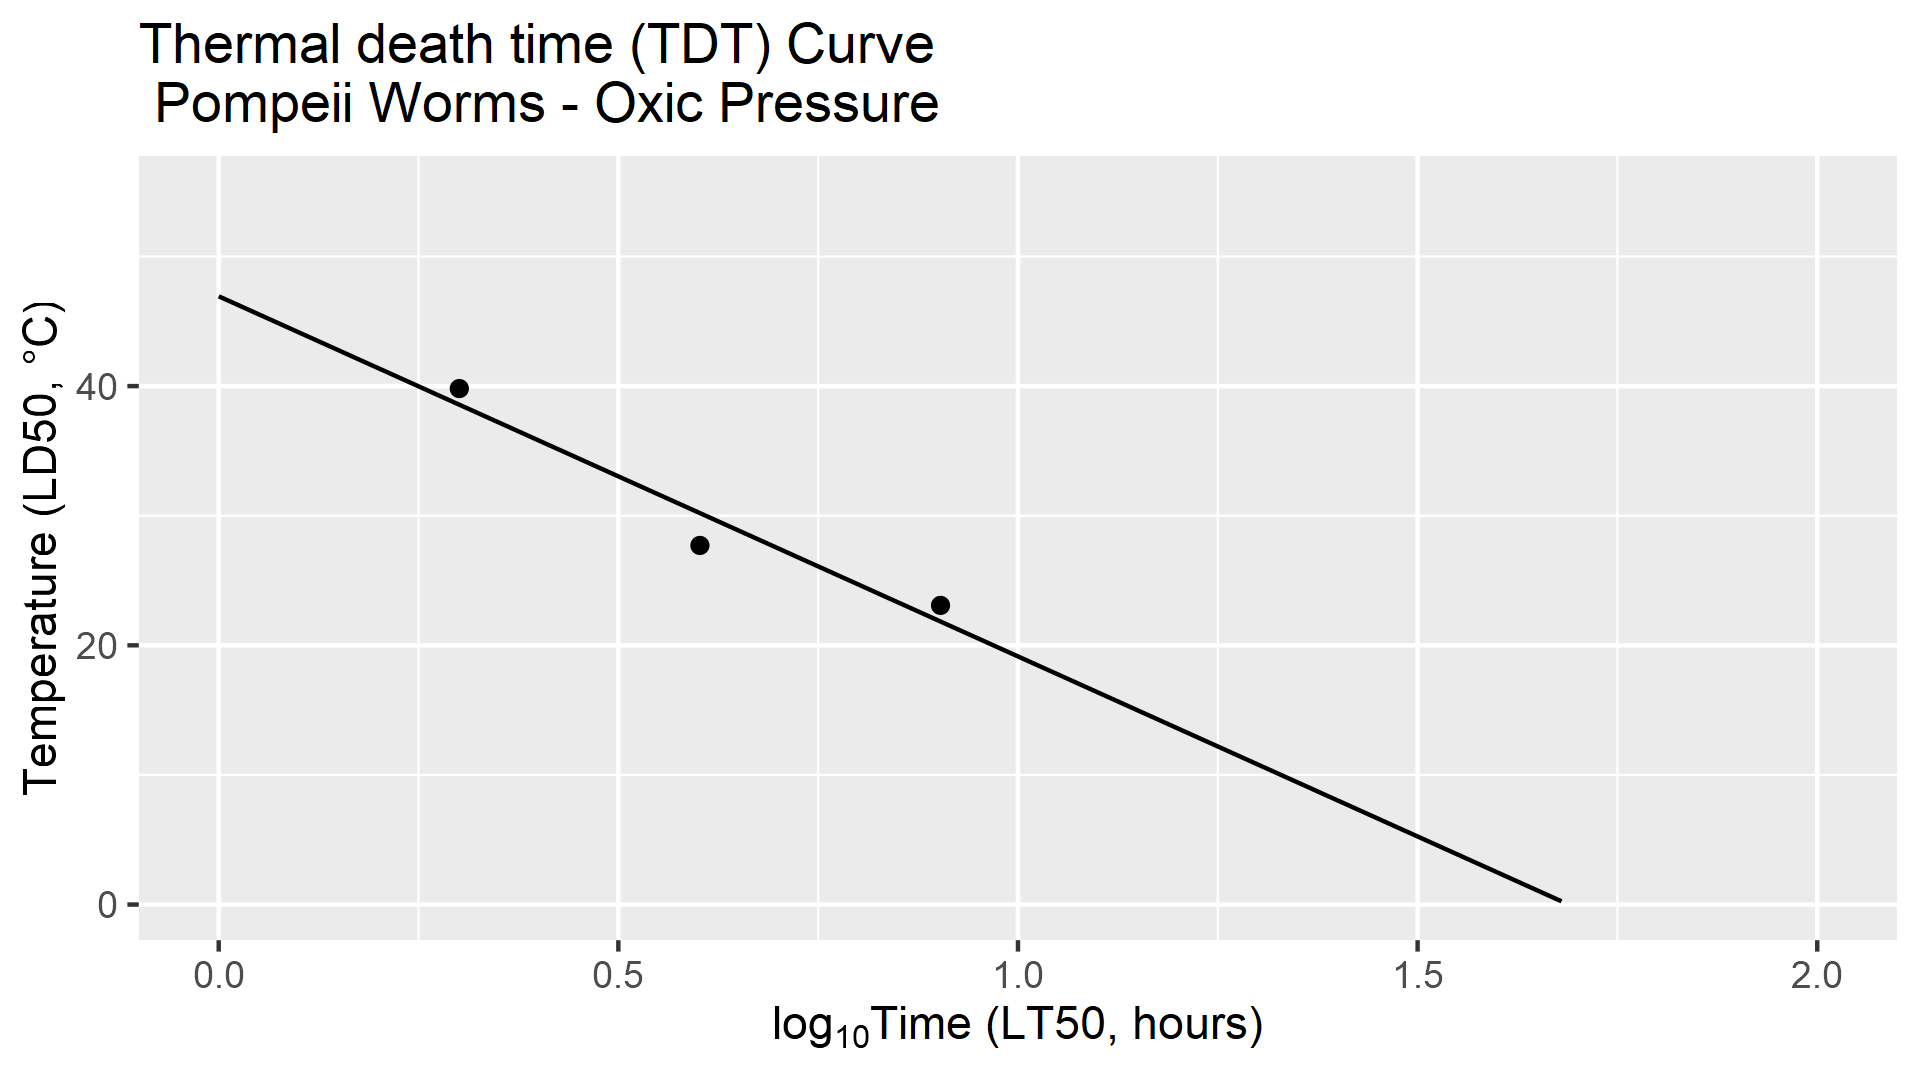 Thermal death time (TDT) Curve
Pompeii Worms - Oxic Pressure
Temperature (LD50, °C)
40
20
0
0.0 0.5 1.0 1.5 2.0
log₁₀Time (LT50, hours)